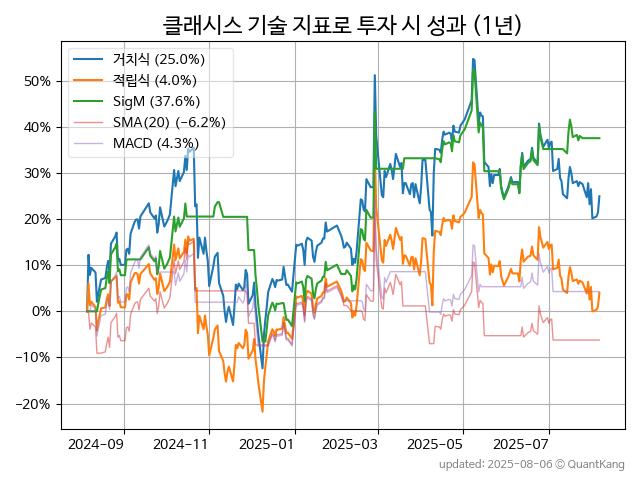 클래시스 기술 지표로 투자 시 성과 (1년)
거치식 (25.0%)
적립식 (4.0%)
SigM (37.6%)
SMA(20) (−6.2%)
MACD (4.3%)
50%
40%
30%
20%
10%
0%
−10%
−20%
2024-09
2024-11
2025-01
2025-03
2025-05
2025-07
updated: 2025-08-06 ⓒ QuantKang